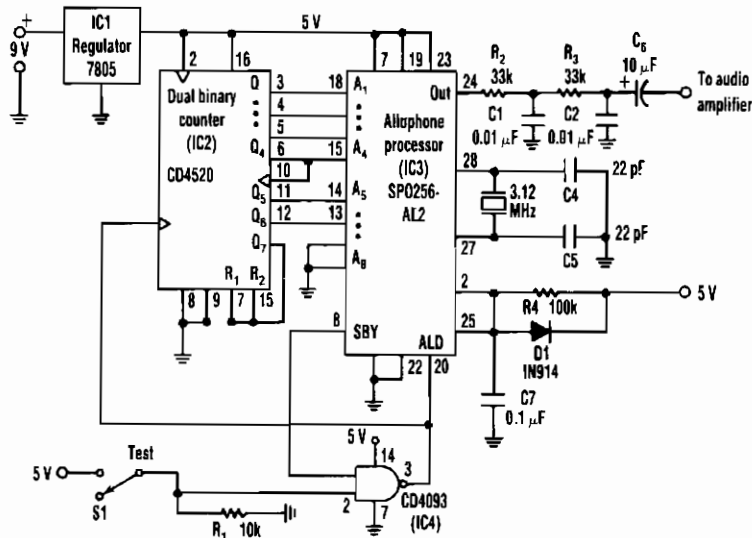 IC1
Regulator
7805
+
9 V
5 V
2
16
7
19
23
Dual binary
counter
(IC2)
CD4520
Q
3
4
5
Q4
6
10
Q5
11
Q6
12
Q7
R1 R2
8
9
7
15
18
A1
15
A4
14
A5
13
A8
Allophone
processor
(IC3)
SPO256-
AL2
Out
24
28
27
2
25
8
SBY
ALD
22
20
R2
33k
R3
33k
C6
10 μF
+
To audio
amplifier
C1
0.01 μF
C2
0.01 μF
3.12
MHz
22 pF
C4
22 pF
C5
R4
100k
5 V
D1
IN914
C7
0.1 μF
5 V
14
3
2
7
CD4093
(IC4)
Test
5 V
S1
R1 10k